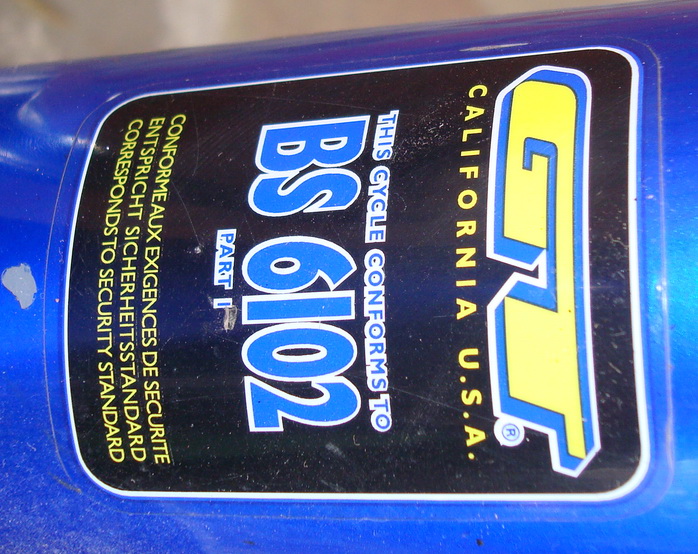 GT®
CALIFORNIA U.S.A.
THIS CYCLE CONFORMS TO
BS 6102
PART 1
CONFORME AUX EXIGENCES DE SECURITE
ENTSPRICHT SICHERHEITSSTANDARD
CORRESPONDS TO SECURITY STANDARD